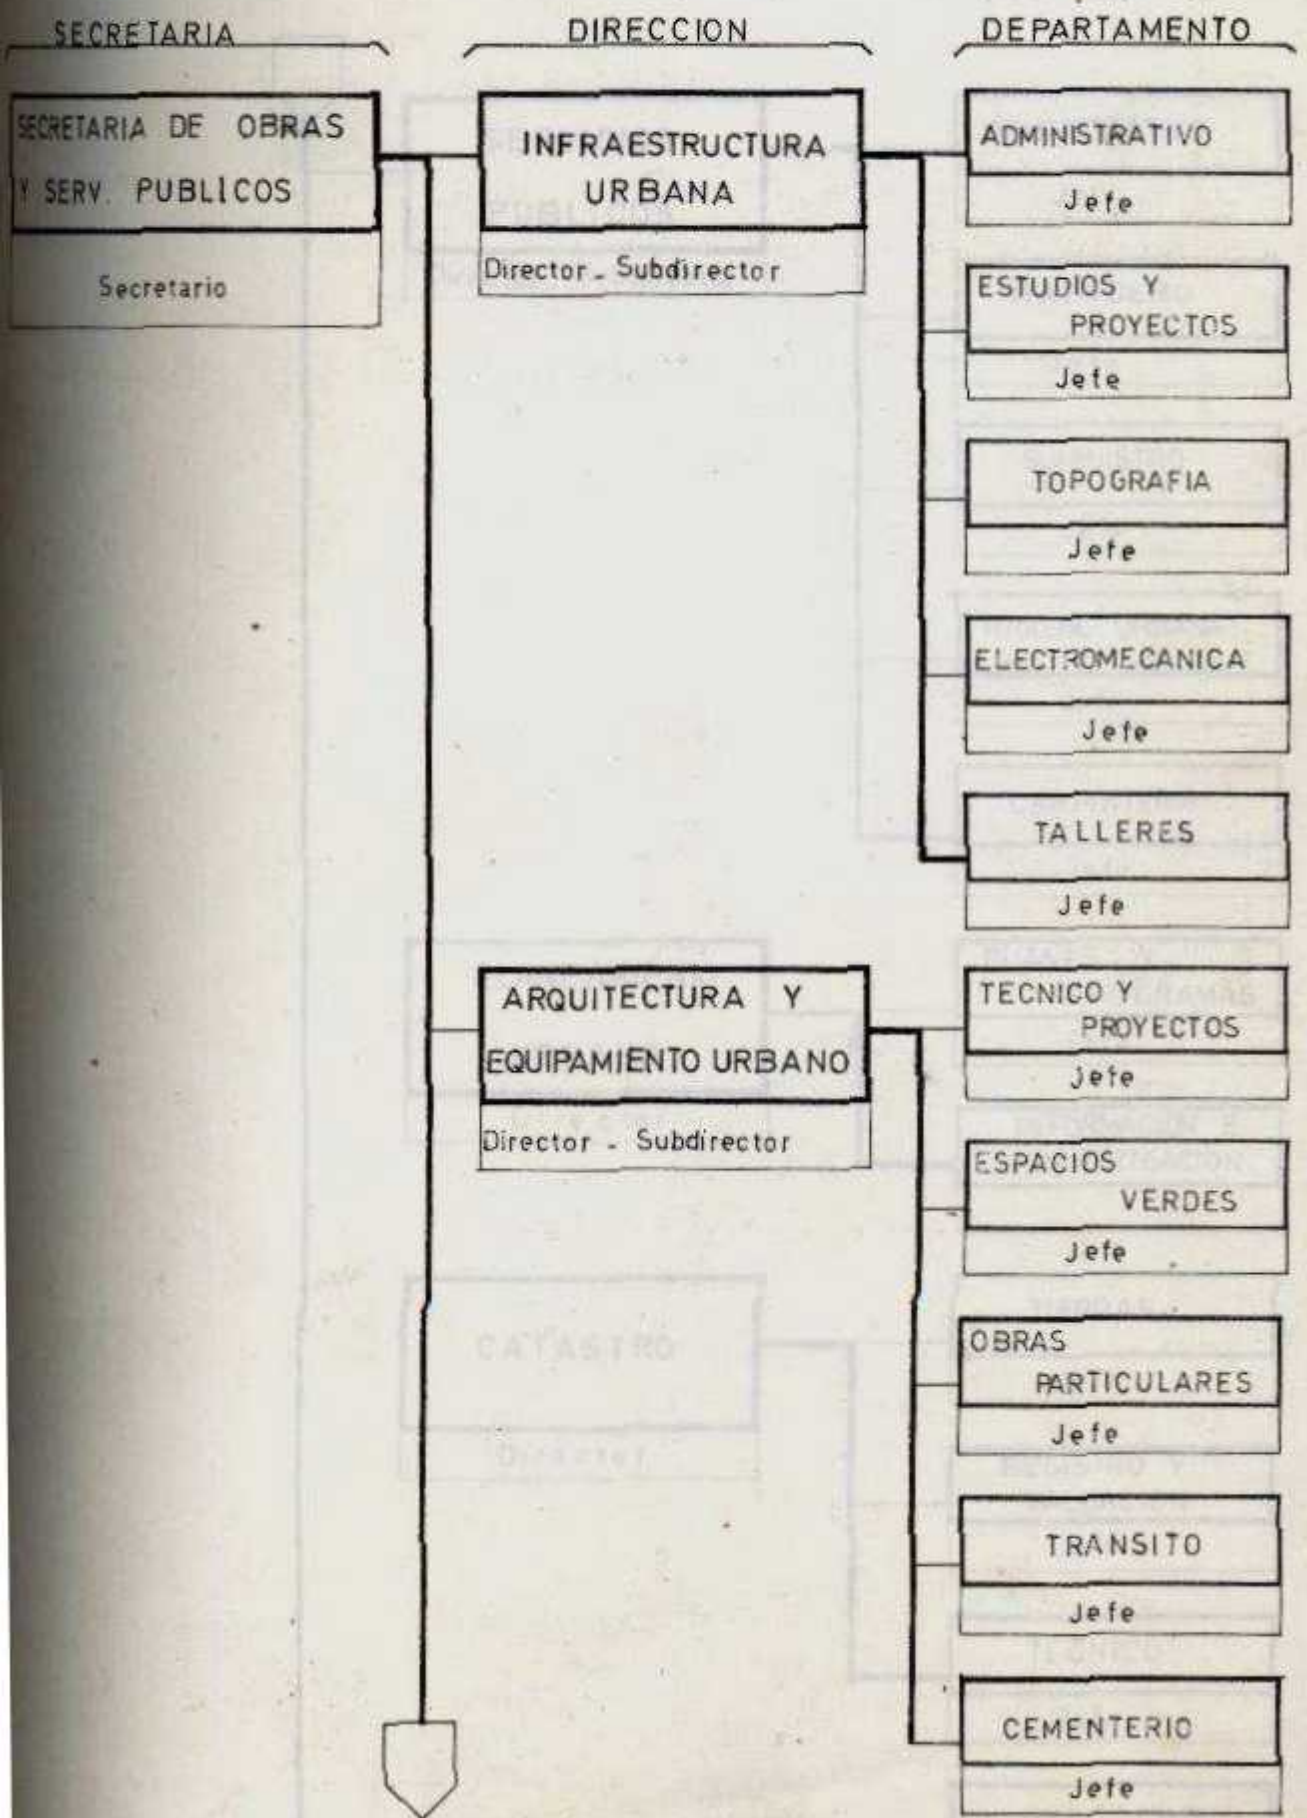 SECRETARIA
DIRECCION
DEPARTAMENTO
SECRETARIA DE OBRAS
Y SERV. PUBLICOS
Secretario
INFRAESTRUCTURA
URBANA
Director - Subdirector
ADMINISTRATIVO
Jefe
ESTUDIOS Y
PROYECTOS
Jefe
TOPOGRAFIA
Jefe
ELECTROMECANICA
Jefe
TALLERES
Jefe
ARQUITECTURA Y
EQUIPAMIENTO URBANO
Director - Subdirector
TECNICO Y
PROYECTOS
Jefe
ESPACIOS
VERDES
Jefe
OBRAS
PARTICULARES
Jefe
TRANSITO
Jefe
CEMENTERIO
Jefe
CATASTRO
Director